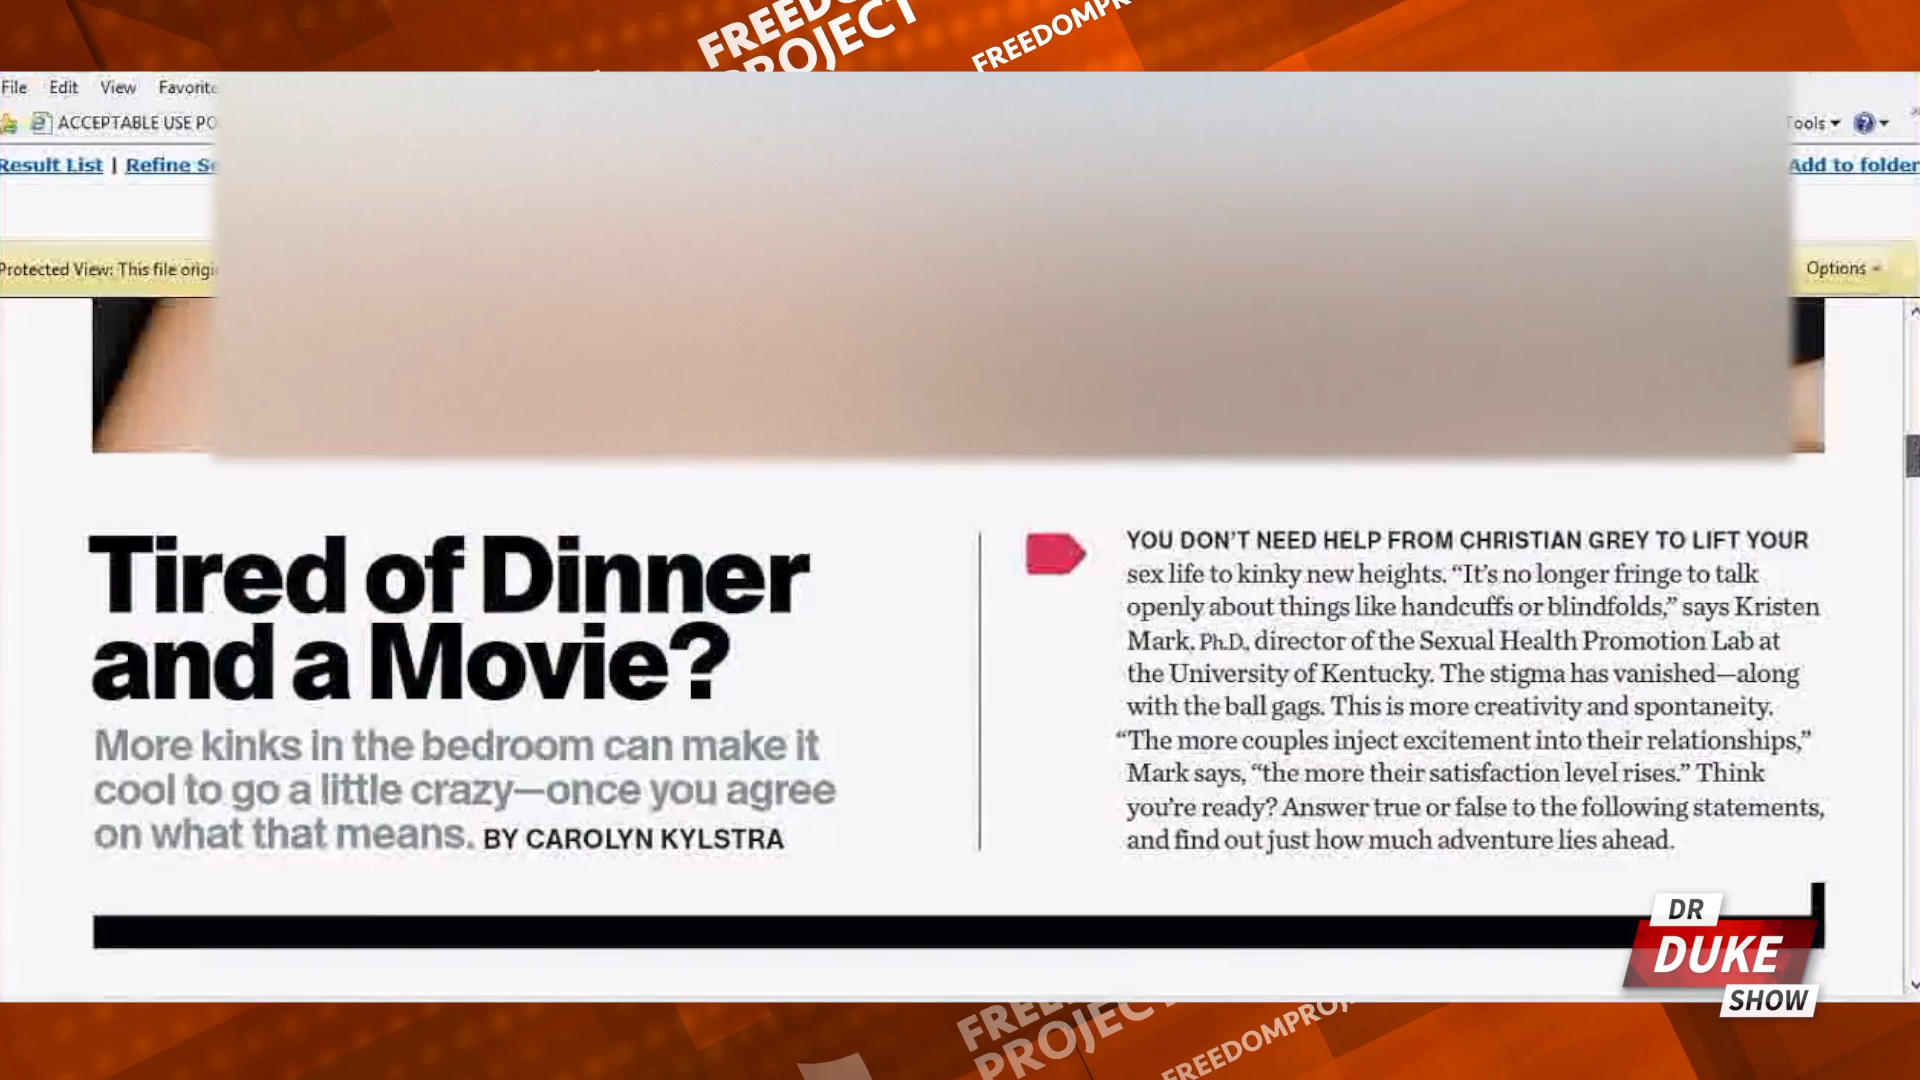 FREEDOMPR
PROJECT
File Edit View Favorite
ACCEPTABLE USE PO
Tools
Result List | Refine Se
Add to folder
Protected View: This file origi
Options
Tired of Dinner
and a Movie?
More kinks in the bedroom can make it
cool to go a little crazy—once you agree
on what that means. BY CAROLYN KYLSTRA
YOU DON'T NEED HELP FROM CHRISTIAN GREY TO LIFT YOUR
sex life to kinky new heights. “It's no longer fringe to talk
openly about things like handcuffs or blindfolds,” says Kristen
Mark, Ph.D., director of the Sexual Health Promotion Lab at
the University of Kentucky. The stigma has vanished—along
with the ball gags. This is more creativity and spontaneity.
“The more couples inject excitement into their relationships,”
Mark says, “the more their satisfaction level rises.” Think
you're ready? Answer true or false to the following statements,
and find out just how much adventure lies ahead.
DR
DUKE
SHOW
PROJECT
FREEDOMPROJ